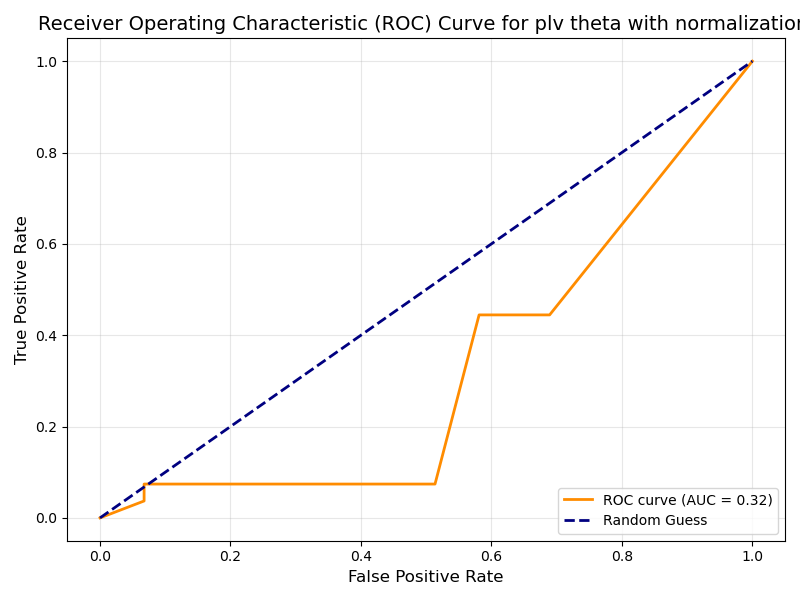 Receiver Operating Characteristic (ROC) Curve for plv theta with normalization
1.0
0.8
0.6
0.4
0.2
0.0
True Positive Rate
0.0 0.2 0.4 0.6 0.8 1.0
False Positive Rate
ROC curve (AUC = 0.32)
Random Guess